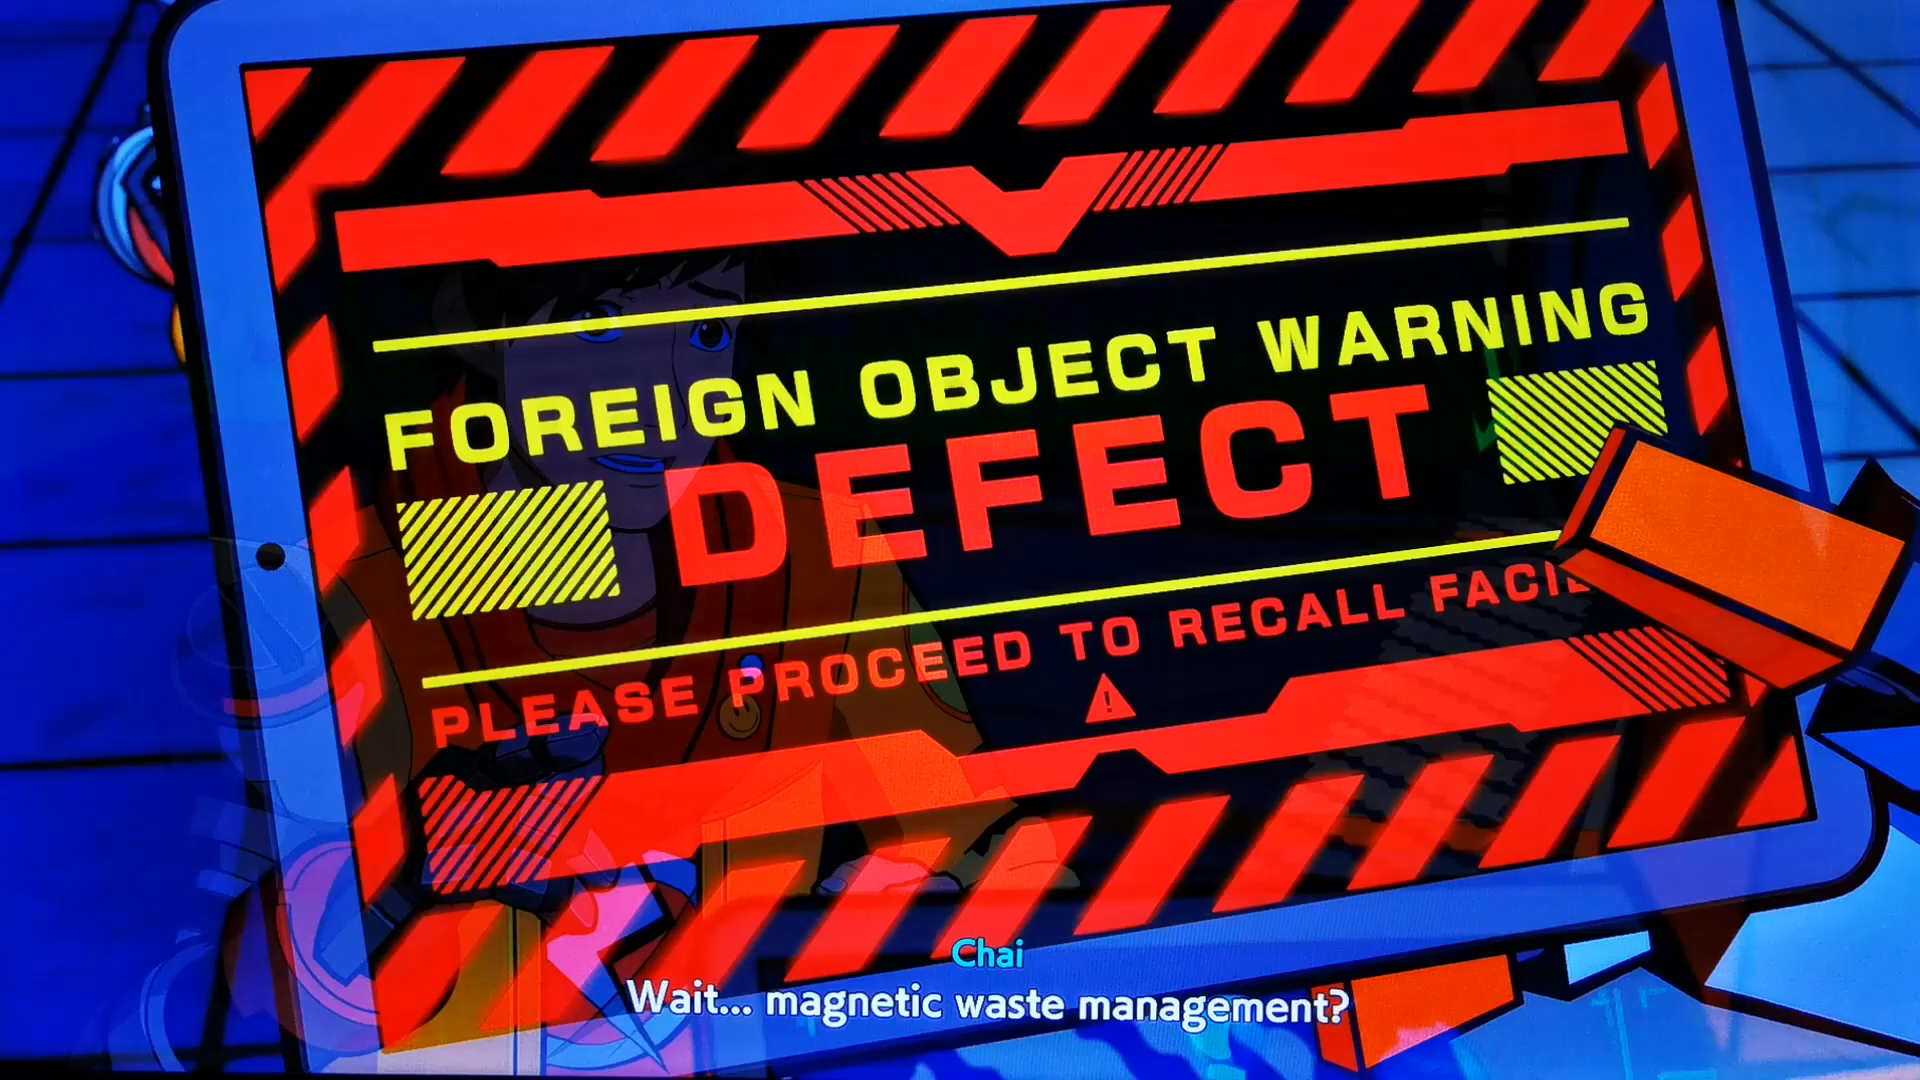 FOREIGN OBJECT WARNING
DEFECT
PLEASE PROCEED TO RECALL
Chai
Wait... magnetic waste management?